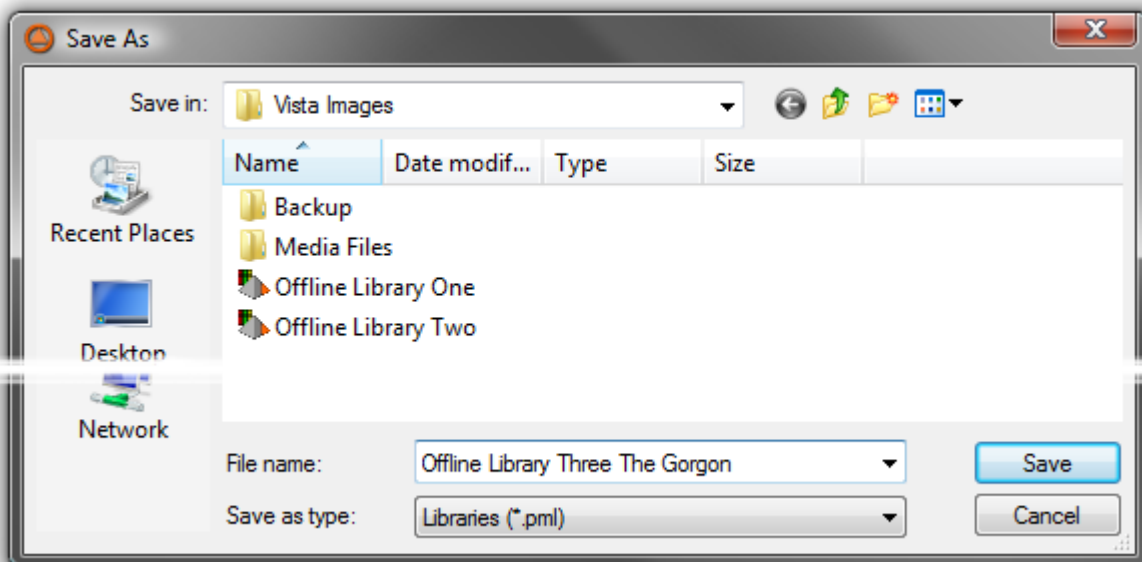 Save As
Save in: Vista Images
Name Date modif... Type Size
Recent Places
Backup
Media Files
Offline Library One
Offline Library Two
Desktop
Network
File name: Offline Library Three The Gorgon Save
Save as type: Libraries (*.pml) Cancel